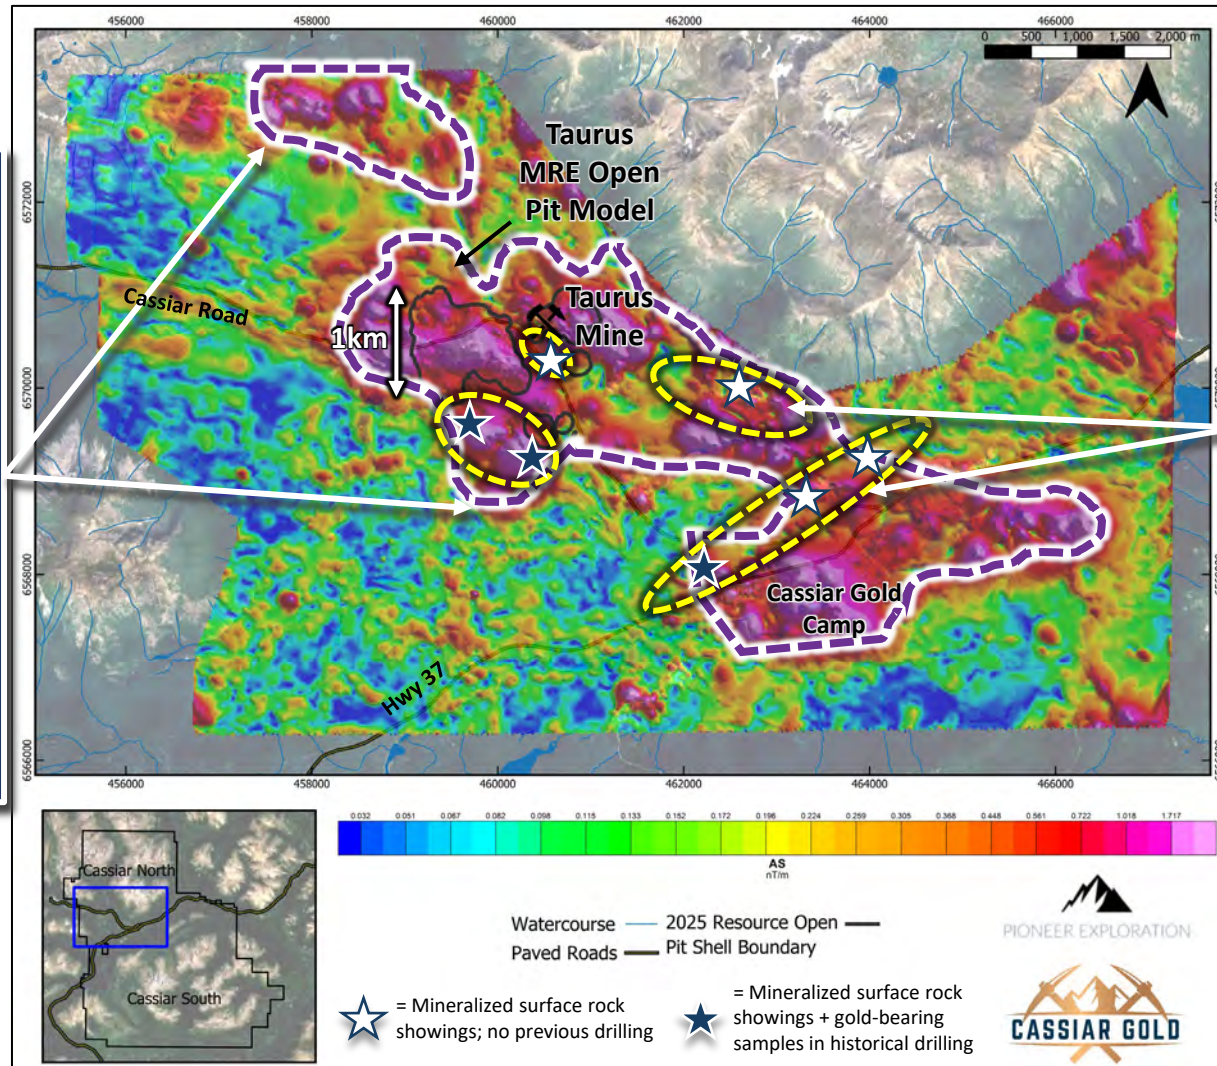 456000 458000 460000 462000 464000 466000
0 500 1,000 1,500 2,000 m
6572000
6570000
6568000
6566000
Taurus
MRE Open
Pit Model
Taurus
Mine
Cassiar Road
1km
Cassiar Gold
Camp
Hwy 37
456000 458000 460000 462000 464000 466000
0.032 0.051 0.067 0.082 0.098 0.115 0.133 0.152 0.172 0.196 0.224 0.259 0.305 0.368 0.448 0.561 0.722 1.018 1.717
AS
nT/m
Cassiar North
Cassiar South
Watercourse
Paved Roads
2025 Resource Open
Pit Shell Boundary
= Mineralized surface rock
showings; no previous drilling
= Mineralized surface rock
showings + gold-bearing
samples in historical drilling
PIONEER EXPLORATION
CASSIAR GOLD